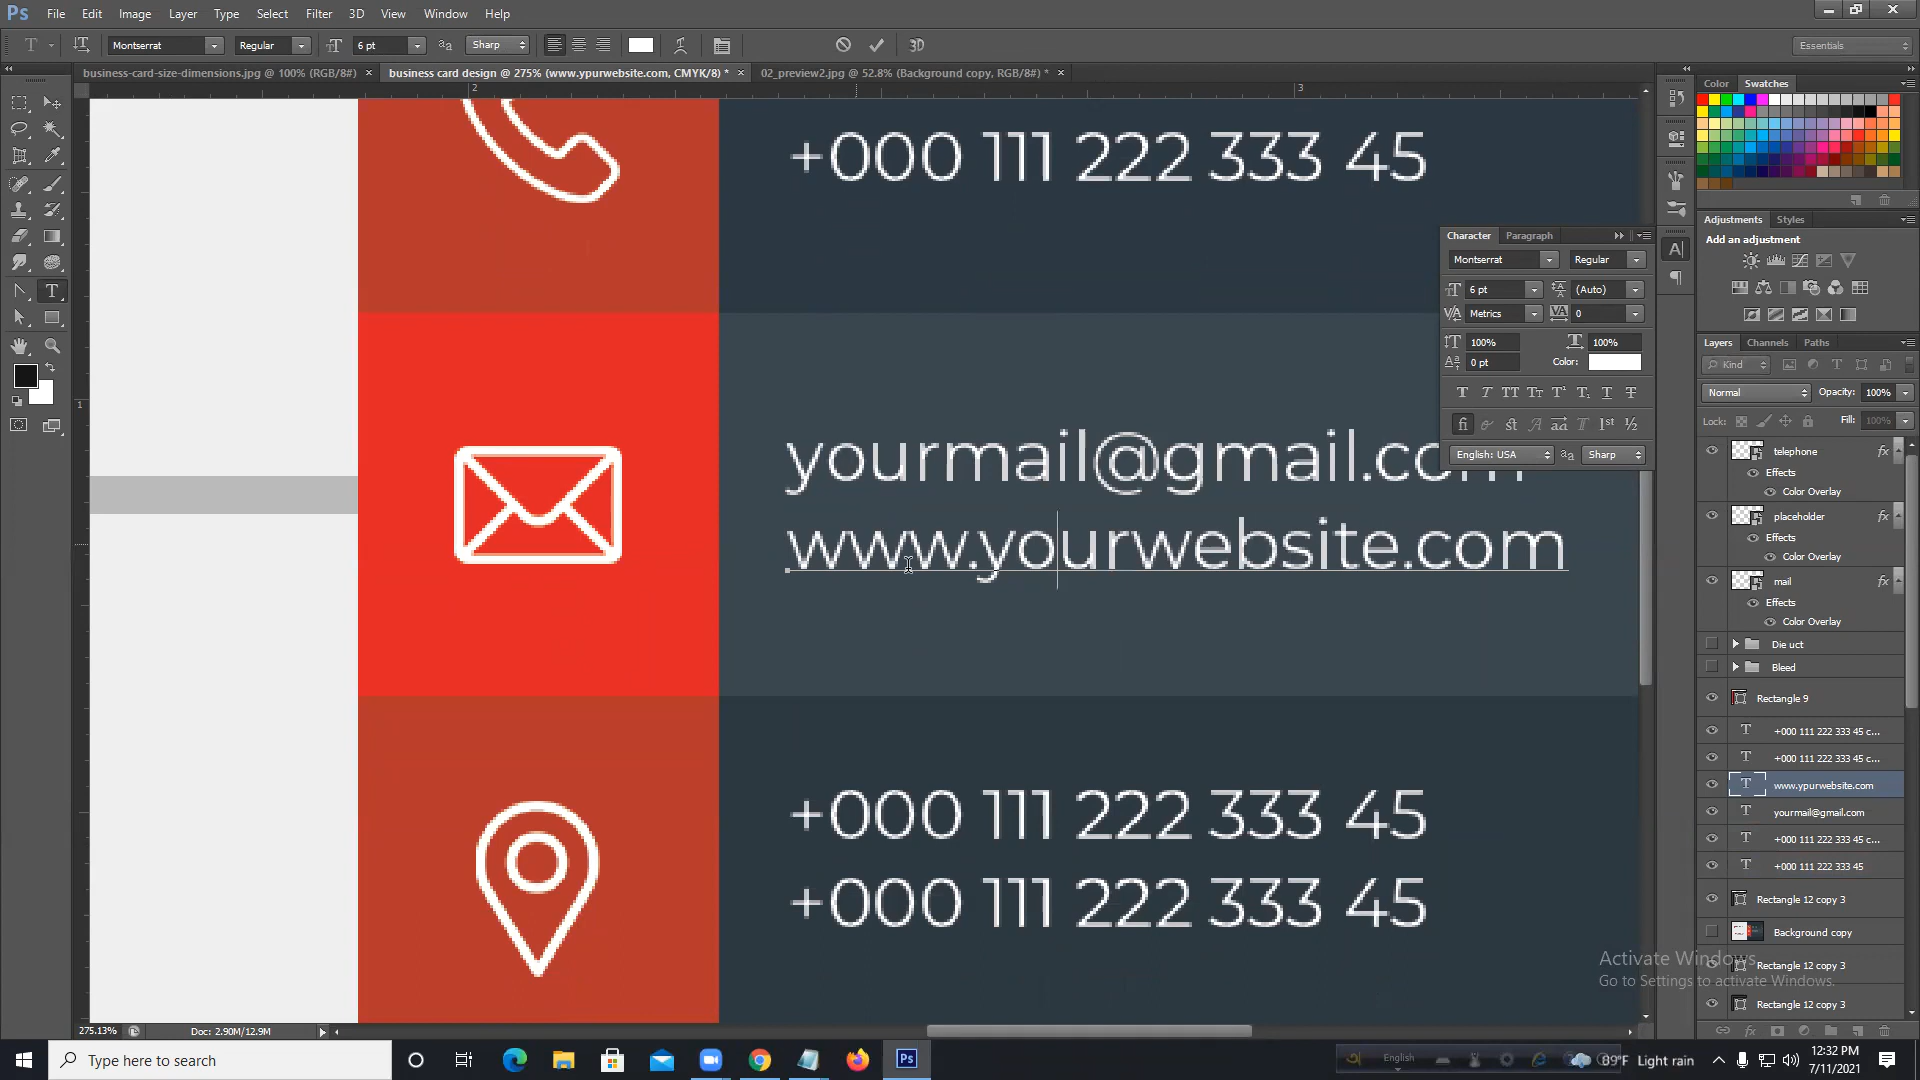 Ps File Edit Image Layer Type Select Filter 3D View Window Help
Montserrat Regular 6 pt Sharp 3D Essentials
business-card-size-dimensions.jpg @ 100% (RGB/8#) business card design @ 275% (www.ypurwebsite.com, CMYK/8) * 02_preview2.jpg @ 52.8% (Background copy, RGB/8#) *
2 3
Color Swatches
+000 111 222 333 45
Adjustments Styles
Add an adjustment
Character Paragraph
Montserrat Regular
6 pt (Auto)
Metrics 0
100% 100%
0 pt Color:
English: USA Sharp
Layers Channels Paths
Kind
Normal Opacity: 100%
Lock: Fill: 100%
telephone fx
Effects
Color Overlay
placeholder fx
Effects
Color Overlay
mail fx
Effects
Color Overlay
Die uct
Bleed
Rectangle 9
+000 111 222 333 45 c...
+000 111 222 333 45 c...
www.ypurwebsite.com
yourmail@gmail.com
+000 111 222 333 45 c...
+000 111 222 333 45
Rectangle 12 copy 3
Background copy
Rectangle 12 copy 3
Rectangle 12 copy 3
yourmail@gmail.com
www.yourwebsite.com
+000 111 222 333 45
+000 111 222 333 45
Activate Windows
Go to Settings to activate Windows.
275.13% Doc: 2.90M/12.9M
Type here to search
Ps
English
89°F Light rain
12:32 PM
7/11/2021